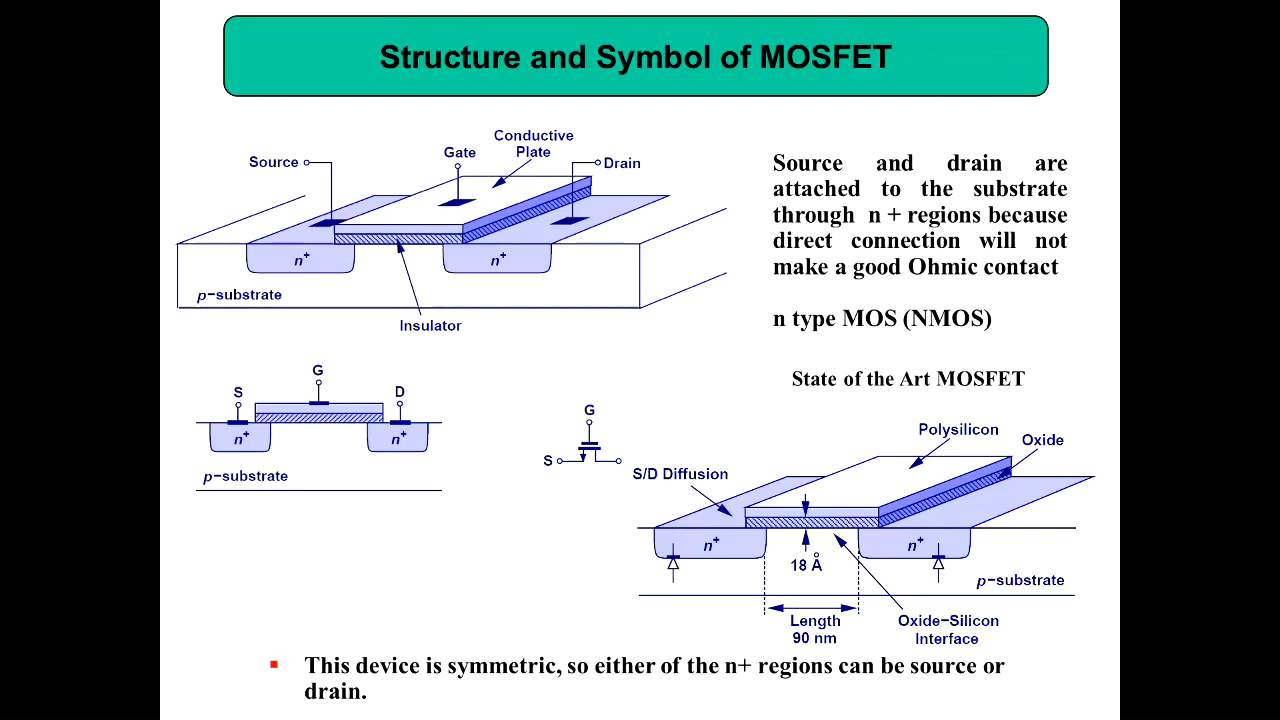 Structure and Symbol of MOSFET
Conductive
Plate
Gate
Source
Drain
n+
n+
p−substrate
Insulator
Source and drain are
attached to the substrate
through n + regions because
direct connection will not
make a good Ohmic contact
n type MOS (NMOS)
State of the Art MOSFET
G
S
D
n+
n+
p−substrate
G
S
Polysilicon
Oxide
S/D Diffusion
n+
n+
18 Å
p−substrate
Length
90 nm
Oxide−Silicon
Interface
This device is symmetric, so either of the n+ regions can be source or
drain.